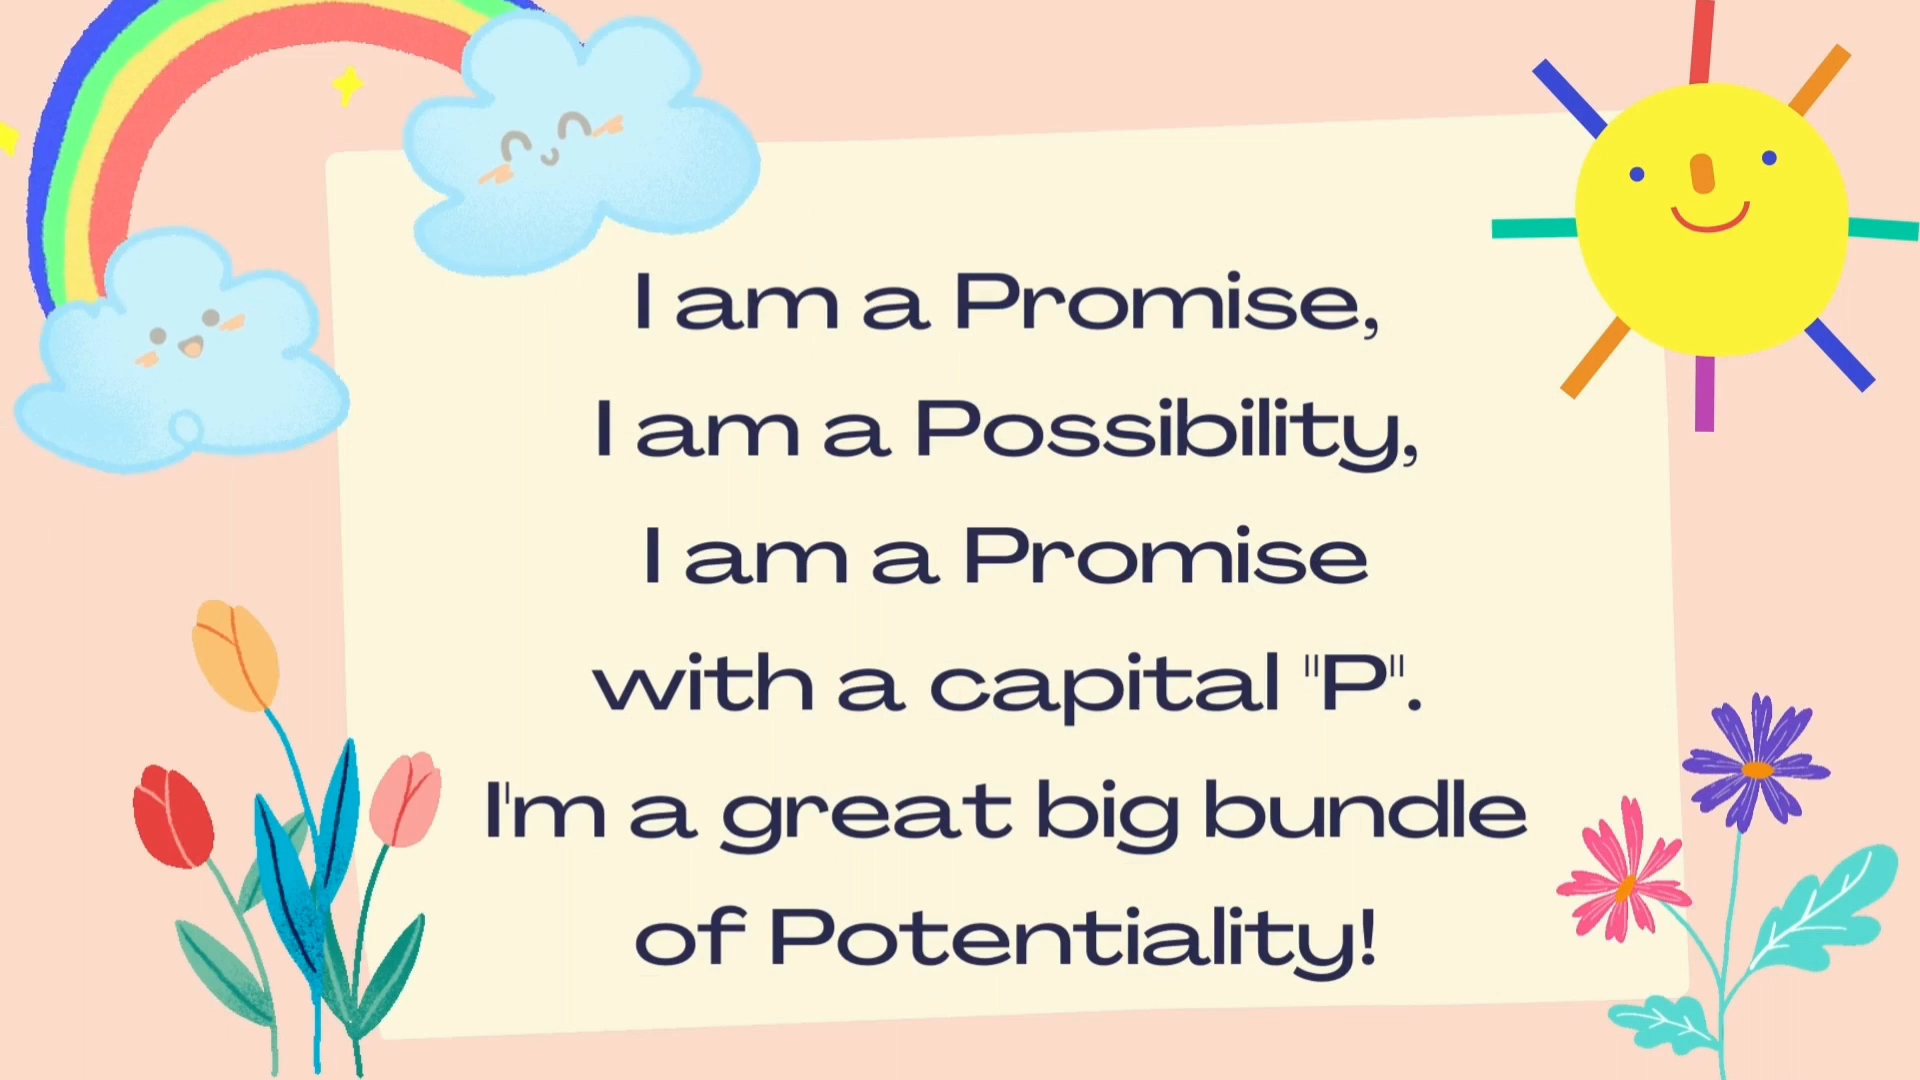 I am a Promise,
I am a Possibility,
I am a Promise
with a capital "P".
I'm a great big bundle
of Potentiality!